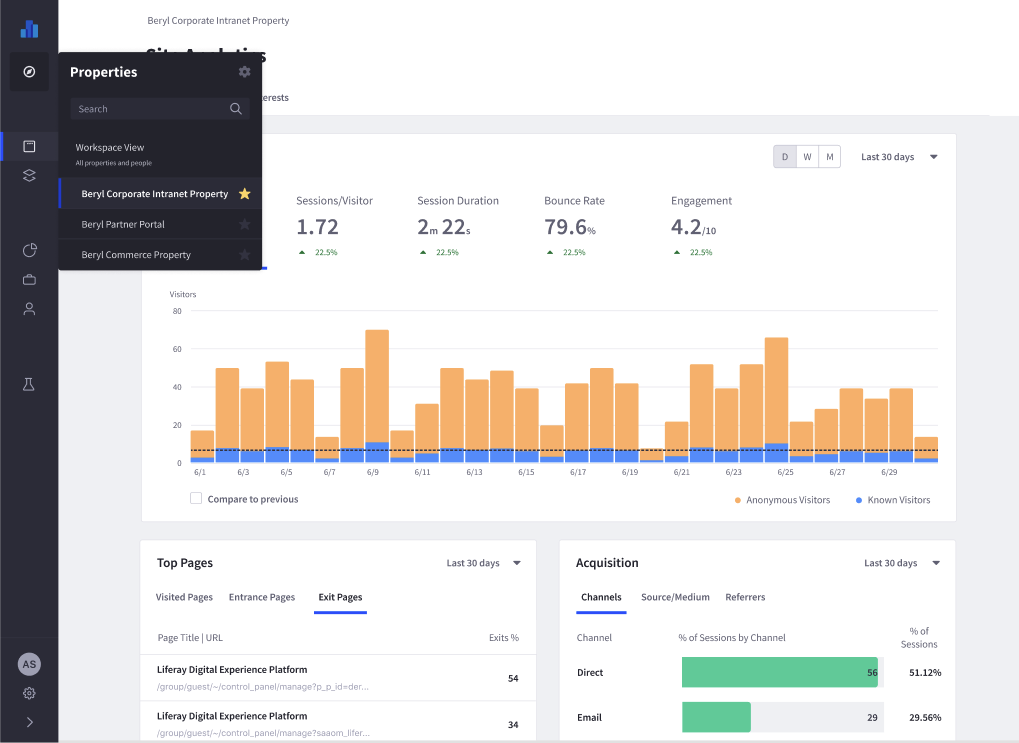 Beryl Corporate Intranet Property
Site Analytics
Properties
erests
Search
Workspace View
All properties and people
Beryl Corporate Intranet Property
Beryl Partner Portal
Beryl Commerce Property
D W M Last 30 days
Sessions/Visitor Session Duration Bounce Rate Engagement
1.72 2m 22s 79.6% 4.2/10
22.5% 22.5% 22.5% 22.5%
Visitors
80
60
40
20
0
6/1 6/3 6/5 6/7 6/9 6/11 6/13 6/15 6/17 6/19 6/21 6/23 6/25 6/27 6/29
Compare to previous Anonymous Visitors Known Visitors
Top Pages Last 30 days
Visited Pages Entrance Pages Exit Pages
Page Title | URL Exits %
Liferay Digital Experience Platform
/group/guest/~/control_panel/manage?p_p_id=der...
54
Liferay Digital Experience Platform
/group/guest/~/control_panel/manage?saaom_lifer...
34
Acquisition Last 30 days
Channels Source/Medium Referrers
Channel % of Sessions by Channel % of
Sessions
Direct 56 51.12%
Email 29 29.56%
AS